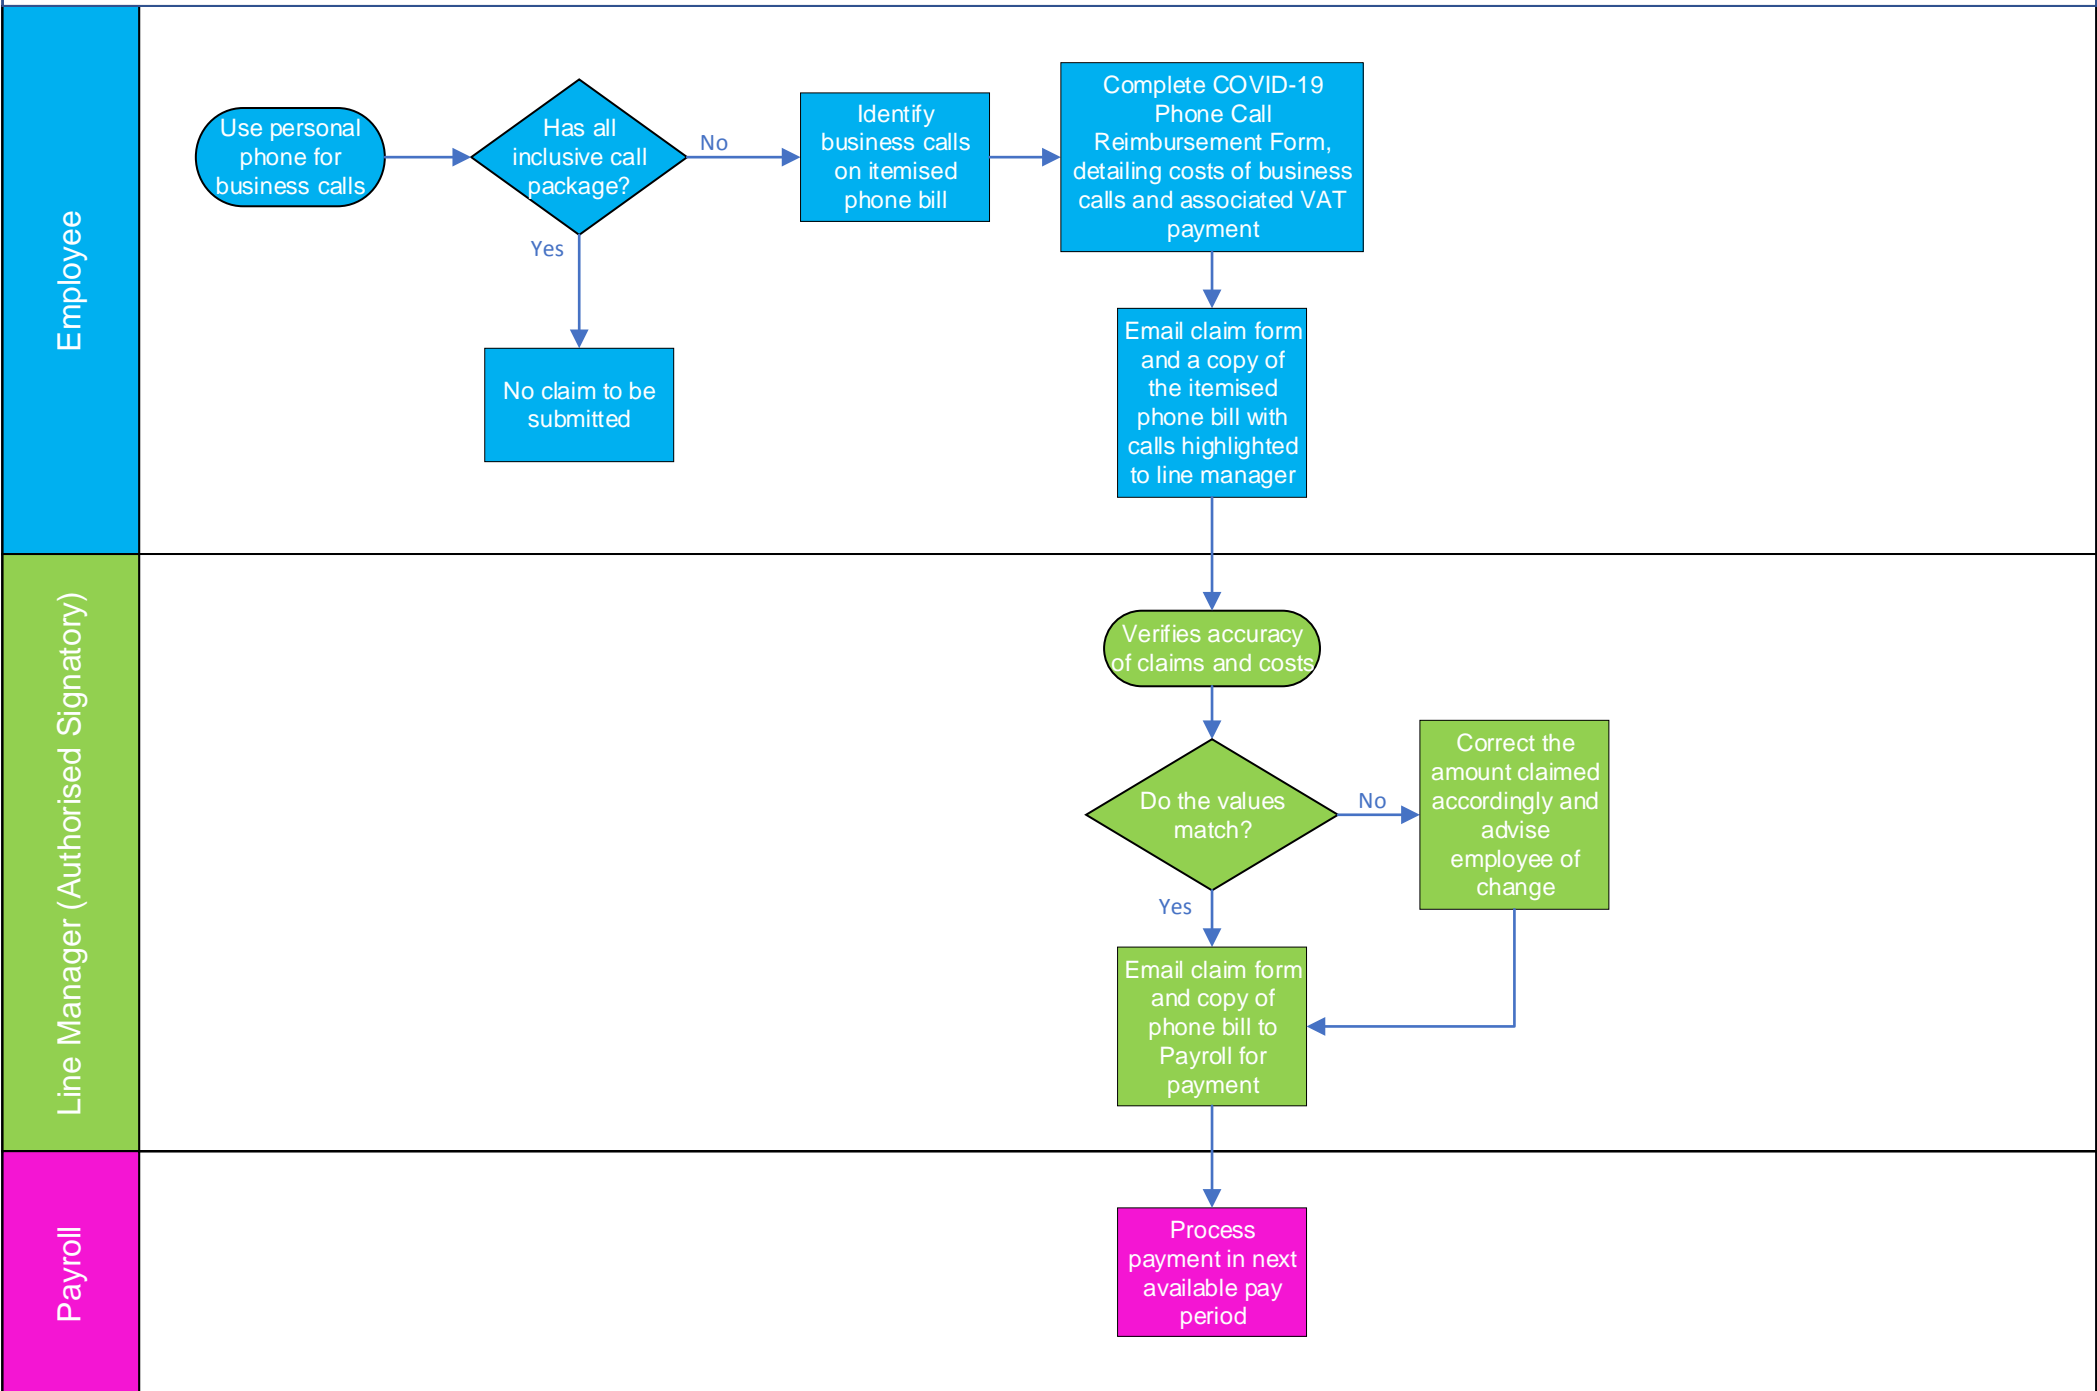 Employee
Use personal
phone for
business calls
Has all
inclusive call
package?
No
Yes
No claim to be
submitted
Identify
business calls
on itemised
phone bill
Complete COVID-19
Phone Call
Reimbursement Form,
detailing costs of business
calls and associated VAT
payment
Email claim form
and a copy of
the itemised
phone bill with
calls highlighted
to line manager
Line Manager (Authorised Signatory)
Verifies accuracy
of claims and costs
Do the values
match?
No
Yes
Correct the
amount claimed
accordingly and
advise
employee of
change
Email claim form
and copy of
phone bill to
Payroll for
payment
Payroll
Process
payment in next
available pay
period